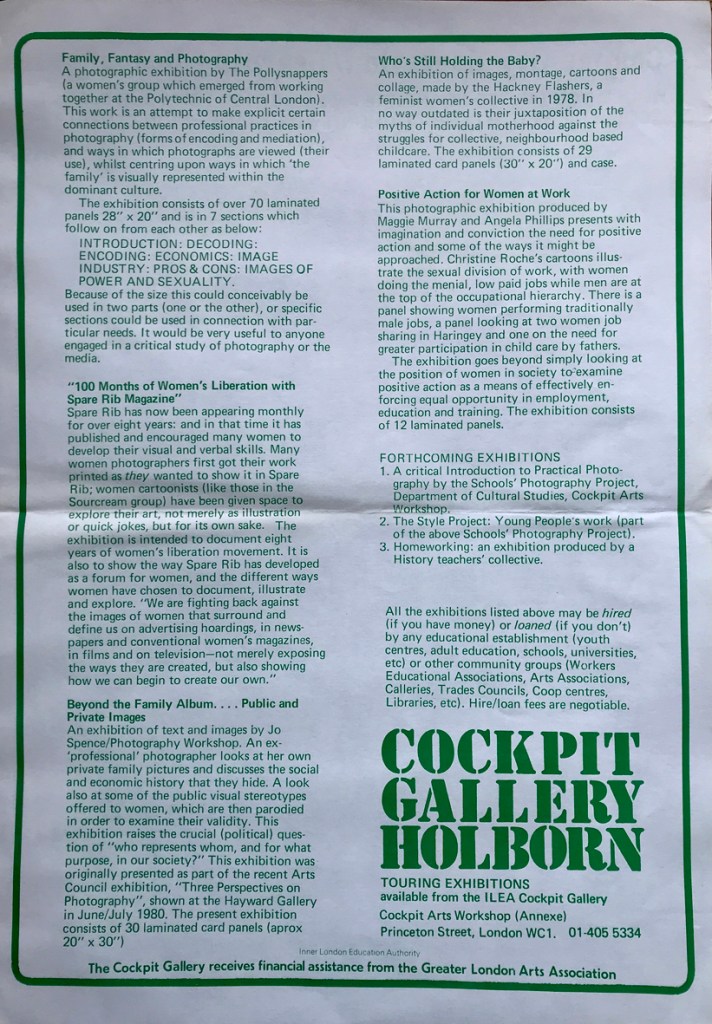 Family, Fantasy and Photography
A photographic exhibition by The Pollysnappers
(a women's group which emerged from working
together at the Polytechnic of Central London).
This work is an attempt to make explicit certain
connections between professional practices in
photography (forms of encoding and mediation),
and ways in which photographs are viewed (their
use), whilst centring upon ways in which 'the
family' is visually represented within the
dominant culture.
The exhibition consists of over 70 laminated
panels 28" x 20" and is in 7 sections which
follow on from each other as below:
INTRODUCTION: DECODING:
ENCODING: ECONOMICS: IMAGE
INDUSTRY: PROS & CONS: IMAGES OF
POWER AND SEXUALITY.
Because of the size this could conceivably be
used in two parts (one or the other), or specific
sections could be used in connection with par-
ticular needs. It would be very useful to anyone
engaged in a critical study of photography or the
media.
"100 Months of Women's Liberation with
Spare Rib Magazine"
Spare Rib has now been appearing monthly
for over eight years: and in that time it has
published and encouraged many women to
develop their visual and verbal skills. Many
women photographers first got their work
printed as they wanted to show it in Spare
Rib; women cartoonists (like those in the
Sourcream group) have been given space to
explore their art, not merely as illustration
or quick jokes, but for its own sake. The
exhibition is intended to document eight
years of women's liberation movement. It is
also to show the way Spare Rib has developed
as a forum for women, and the different ways
women have chosen to document, illustrate
and explore. "We are fighting back against
the images of women that surround and
define us on advertising hoardings, in news-
papers and conventional women's magazines,
in films and on television—not merely exposing
the ways they are created, but also showing
how we can begin to create our own."
Beyond the Family Album. . . . Public and
Private Images
An exhibition of text and images by Jo
Spence/Photography Workshop. An ex-
'professional' photographer looks at her own
private family pictures and discusses the social
and economic history that they hide. A look
also at some of the public visual stereotypes
offered to women, which are then parodied
in order to examine their validity. This
exhibition raises the crucial (political) ques-
tion of "who represents whom, and for what
purpose, in our society?" This exhibition was
originally presented as part of the recent Arts
Council exhibition, "Three Perspectives on
Photography", shown at the Hayward Gallery
in June/July 1980. The present exhibition
consists of 30 laminated card panels (aprox
20" x 30")
Who's Still Holding the Baby?
An exhibition of images, montage, cartoons and
collage, made by the Hackney Flashers, a
feminist women's collective in 1978. In
no way outdated is their juxtaposition of the
myths of individual motherhood against the
struggles for collective, neighbourhood based
childcare. The exhibition consists of 29
laminated card panels (30" x 20") and case.
Positive Action for Women at Work
This photographic exhibition produced by
Maggie Murray and Angela Phillips presents with
imagination and conviction the need for positive
action and some of the ways it might be
approached. Christine Roche's cartoons illus-
trate the sexual division of work, with women
doing the menial, low paid jobs while men are at
the top of the occupational hierarchy. There is a
panel showing women performing traditionally
male jobs, a panel looking at two women job
sharing in Haringey and one on the need for
greater participation in child care by fathers.
The exhibition goes beyond simply looking at
the position of women in society to examine
positive action as a means of effectively en-
forcing equal opportunity in employment,
education and training. The exhibition consists
of 12 laminated panels.
FORTHCOMING EXHIBITIONS
1. A critical Introduction to Practical Photo-
graphy by the Schools' Photography Project,
Department of Cultural Studies, Cockpit Arts
Workshop.
2. The Style Project: Young People's work (part
of the above Schools' Photography Project).
3. Homeworking: an exhibition produced by a
History teachers' collective.
All the exhibitions listed above may be hired
(if you have money) or loaned (if you don't)
by any educational establishment (youth
centres, adult education, schools, universities,
etc) or other community groups (Workers
Educational Associations, Arts Associations,
Calleries, Trades Councils, Coop centres,
Libraries, etc). Hire/loan fees are negotiable.
COCKPIT
GALLERY
HOLBORN
TOURING EXHIBITIONS
available from the ILEA Cockpit Gallery
Cockpit Arts Workshop (Annexe)
Princeton Street, London WC1. 01-405 5334
Inner London Education Authority
The Cockpit Gallery receives financial assistance from the Greater London Arts Association